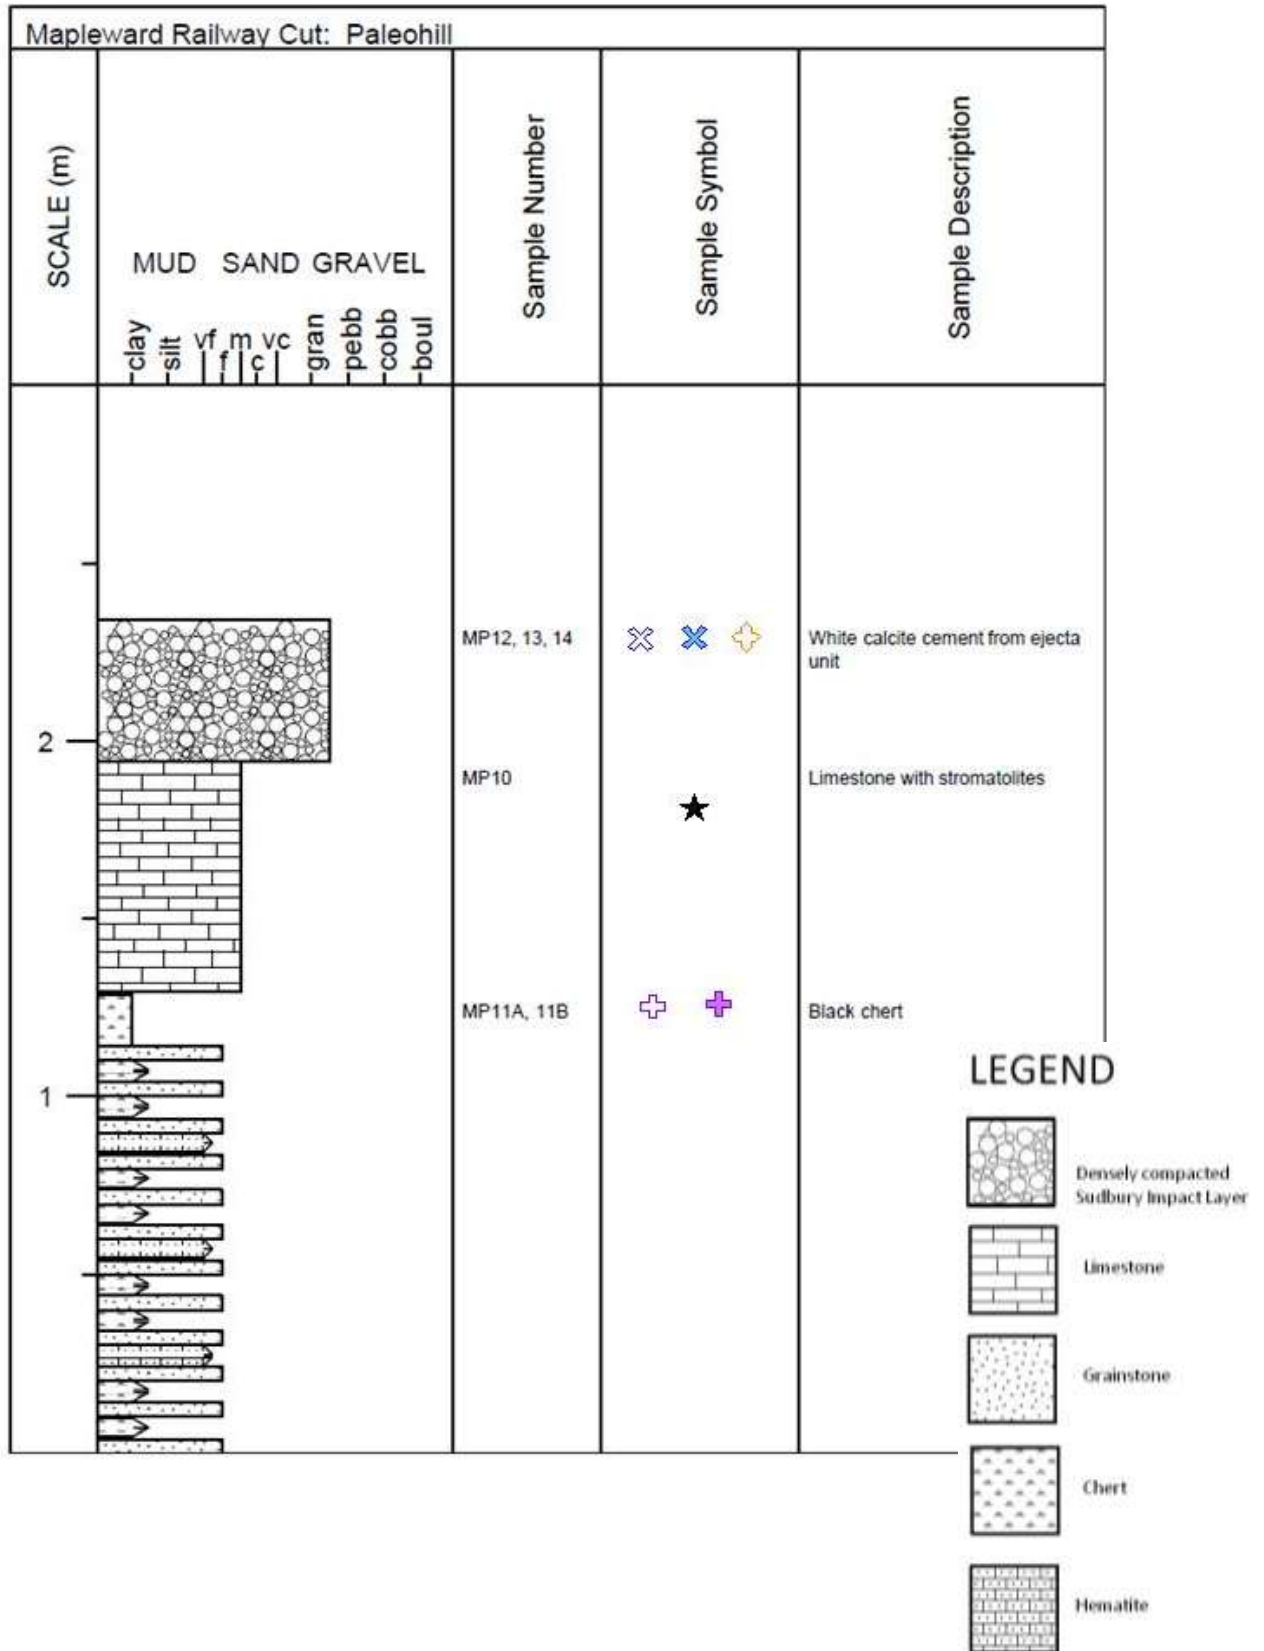 Mapleward Railway Cut: Paleohill
SCALE (m)
MUD SAND GRAVEL
clay
silt
vf
f
m
c
vc
gran
pebb
cobb
boul
Sample Number
Sample Symbol
Sample Description
MP12, 13, 14
White calcite cement from ejecta
unit
2
MP10
Limestone with stromatolites
MP11A, 11B
Black chert
1
LEGEND
Densely compacted
Sudbury Impact Layer
Limestone
Grainstone
Chert
Hematite